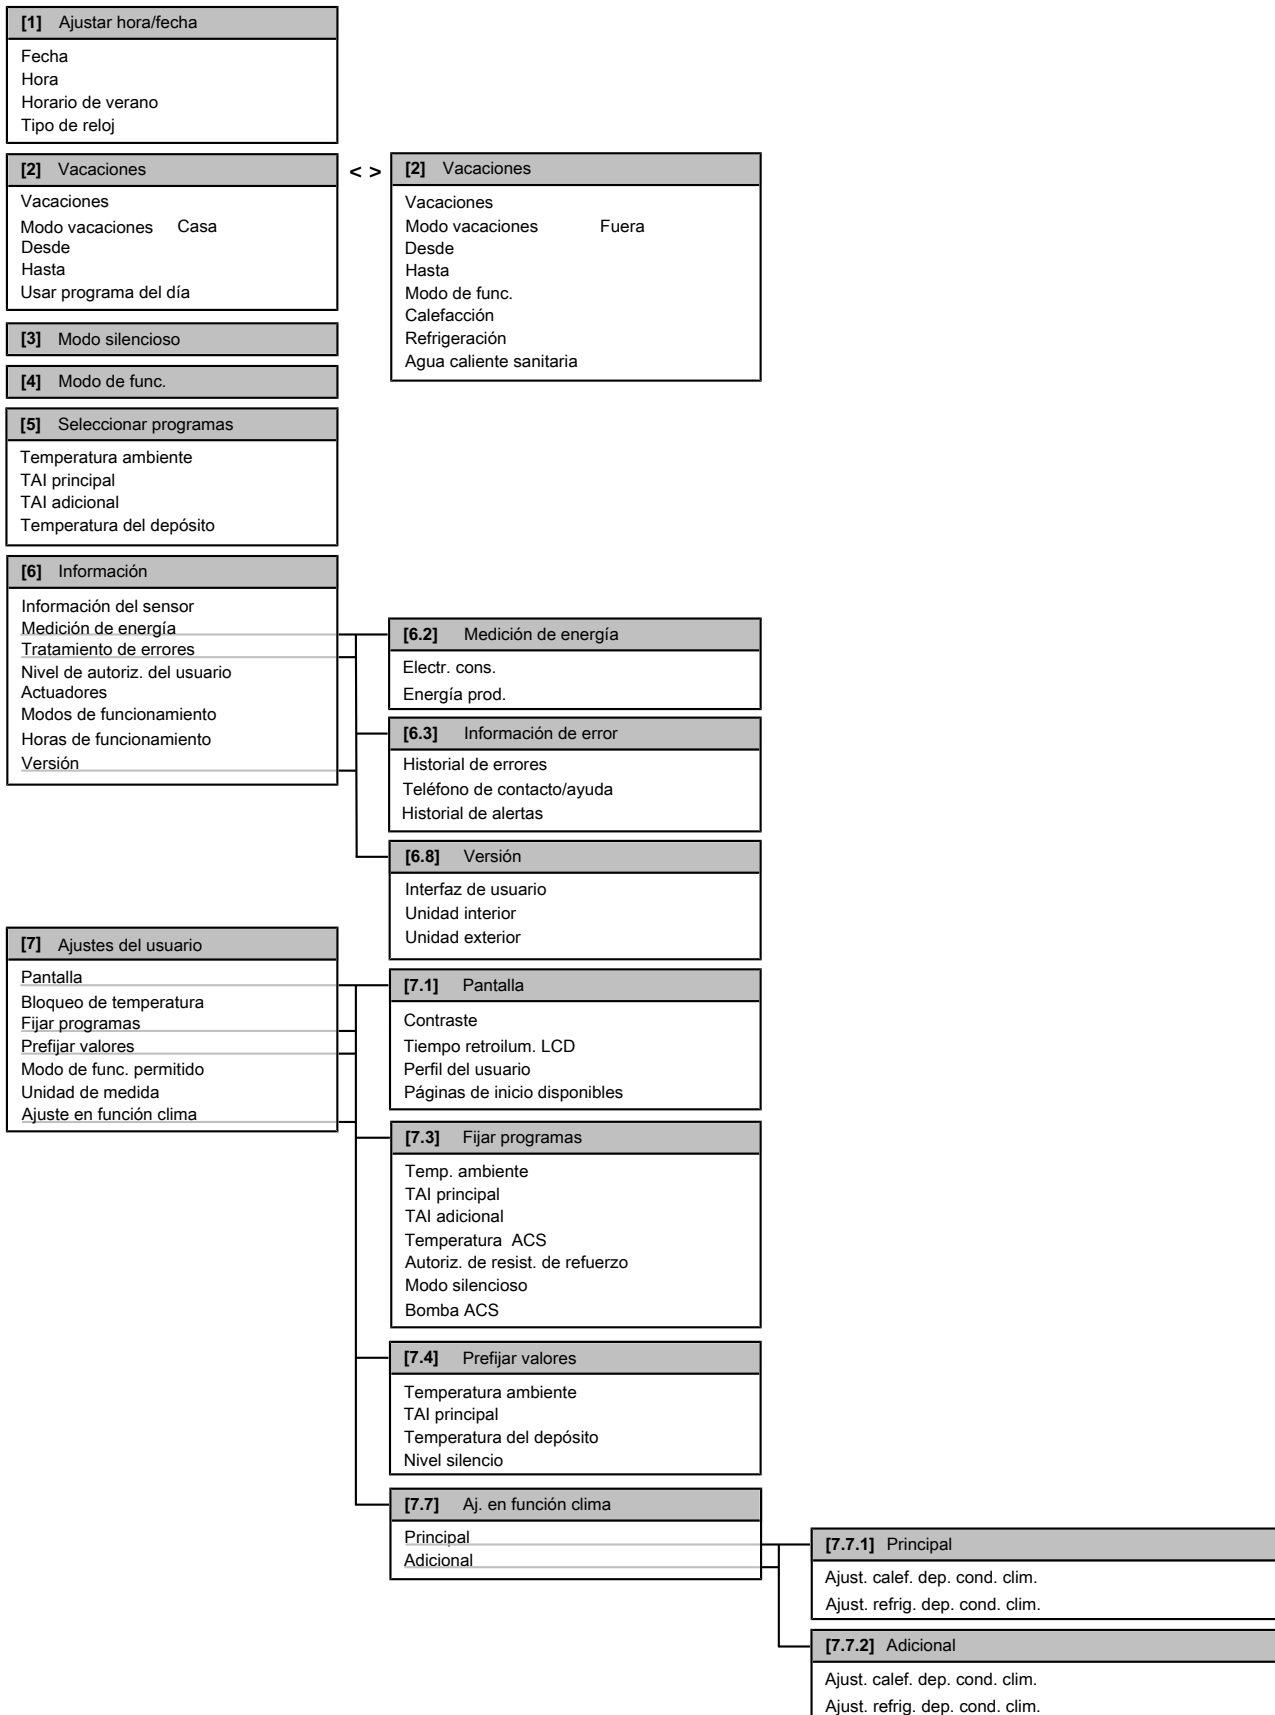 [1] Ajustar hora/fecha
Fecha
Hora
Horario de verano
Tipo de reloj
[2] Vacaciones
Vacaciones
Modo vacaciones Casa
Desde
Hasta
Usar programa del día
< >
[2] Vacaciones
Vacaciones
Modo vacaciones Fuera
Desde
Hasta
Modo de func.
Calefacción
Refrigeración
Agua caliente sanitaria
[3] Modo silencioso
[4] Modo de func.
[5] Seleccionar programas
Temperatura ambiente
TAI principal
TAI adicional
Temperatura del depósito
[6] Información
Información del sensor
Medición de energía
Tratamiento de errores
Nivel de autoriz. del usuario
Actuadores
Modos de funcionamiento
Horas de funcionamiento
Versión
[6.2] Medición de energía
Electr. cons.
Energía prod.
[6.3] Información de error
Historial de errores
Teléfono de contacto/ayuda
Historial de alertas
[6.8] Versión
Interfaz de usuario
Unidad interior
Unidad exterior
[7] Ajustes del usuario
Pantalla
Bloqueo de temperatura
Fijar programas
Prefijar valores
Modo de func. permitido
Unidad de medida
Ajuste en función clima
[7.1] Pantalla
Contraste
Tiempo retroilum. LCD
Perfil del usuario
Páginas de inicio disponibles
[7.3] Fijar programas
Temp. ambiente
TAI principal
TAI adicional
Temperatura ACS
Autoriz. de resist. de refuerzo
Modo silencioso
Bomba ACS
[7.4] Prefijar valores
Temperatura ambiente
TAI principal
Temperatura del depósito
Nivel silencio
[7.7] Aj. en función clima
Principal
Adicional
[7.7.1] Principal
Ajust. calef. dep. cond. clim.
Ajust. refrig. dep. cond. clim.
[7.7.2] Adicional
Ajust. calef. dep. cond. clim.
Ajust. refrig. dep. cond. clim.